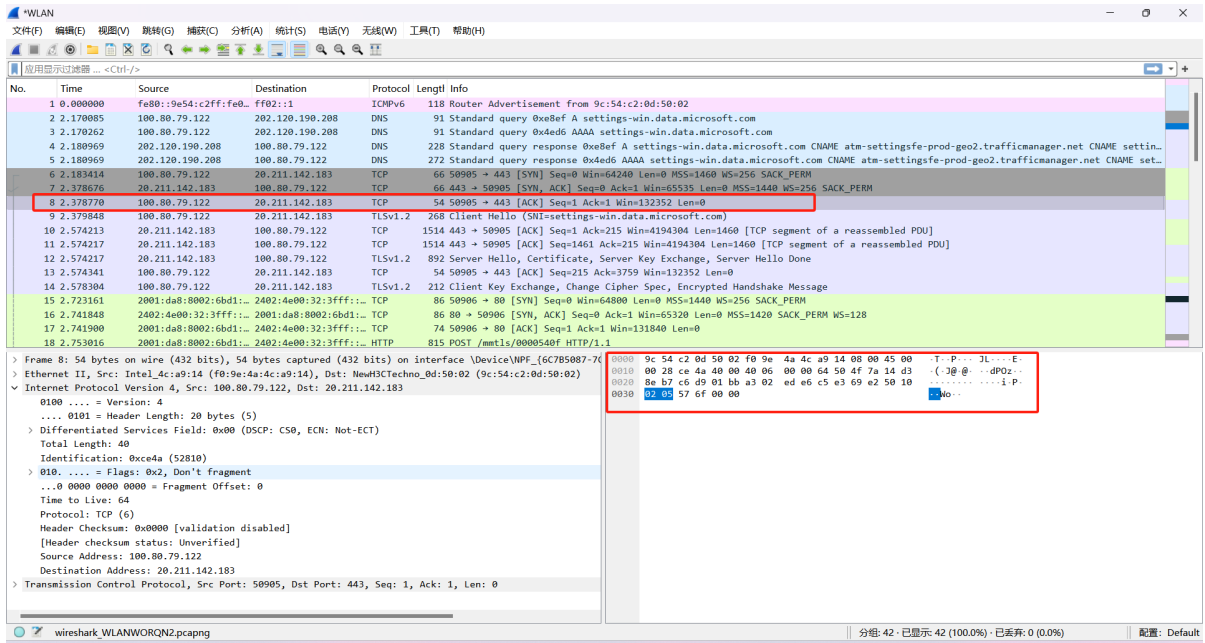 *WLAN
文件(F) 编辑(E) 视图(V) 跳转(G) 捕获(C) 分析(A) 统计(S) 电话(Y) 无线(W) 工具(T) 帮助(H)
应用显示过滤器 … <Ctrl-/>
No. Time Source Destination Protocol Lengtl Info
1 0.000000 fe80::9e54:c2ff:fe0… ff02::1 ICMPv6 118 Router Advertisement from 9c:54:c2:0d:50:02
2 2.170085 100.80.79.122 202.120.190.208 DNS 91 Standard query 0xe8ef A settings-win.data.microsoft.com
3 2.170262 100.80.79.122 202.120.190.208 DNS 91 Standard query 0x4ed6 AAAA settings-win.data.microsoft.com
4 2.180969 202.120.190.208 100.80.79.122 DNS 228 Standard query response 0xe8ef A settings-win.data.microsoft.com CNAME atm-settingsfe-prod-geo2.trafficmanager.net CNAME settin…
5 2.180969 202.120.190.208 100.80.79.122 DNS 272 Standard query response 0x4ed6 AAAA settings-win.data.microsoft.com CNAME atm-settingsfe-prod-geo2.trafficmanager.net CNAME set…
6 2.183414 100.80.79.122 20.211.142.183 TCP 66 50905 → 443 [SYN] Seq=0 Win=64240 Len=0 MSS=1460 WS=256 SACK_PERM
7 2.378676 20.211.142.183 100.80.79.122 TCP 66 443 → 50905 [SYN, ACK] Seq=0 Ack=1 Win=65535 Len=0 MSS=1440 WS=256 SACK_PERM
8 2.378770 100.80.79.122 20.211.142.183 TCP 54 50905 → 443 [ACK] Seq=1 Ack=1 Win=132352 Len=0
9 2.379848 100.80.79.122 20.211.142.183 TLSv1.2 268 Client Hello (SNI=settings-win.data.microsoft.com)
10 2.574213 20.211.142.183 100.80.79.122 TCP 1514 443 → 50905 [ACK] Seq=1 Ack=215 Win=4194304 Len=1460 [TCP segment of a reassembled PDU]
11 2.574217 20.211.142.183 100.80.79.122 TCP 1514 443 → 50905 [ACK] Seq=1461 Ack=215 Win=4194304 Len=1460 [TCP segment of a reassembled PDU]
12 2.574217 20.211.142.183 100.80.79.122 TLSv1.2 892 Server Hello, Certificate, Server Key Exchange, Server Hello Done
13 2.574341 100.80.79.122 20.211.142.183 TCP 54 50905 → 443 [ACK] Seq=215 Ack=3759 Win=132352 Len=0
14 2.578304 100.80.79.122 20.211.142.183 TLSv1.2 212 Client Key Exchange, Change Cipher Spec, Encrypted Handshake Message
15 2.723161 2001:da8:8002:6bd1:… 2402:4e00:32:3fff::… TCP 86 50906 → 80 [SYN] Seq=0 Win=64800 Len=0 MSS=1440 WS=256 SACK_PERM
16 2.741848 2402:4e00:32:3fff::… 2001:da8:8002:6bd1:… TCP 86 80 → 50906 [SYN, ACK] Seq=0 Ack=1 Win=65320 Len=0 MSS=1420 SACK_PERM WS=128
17 2.741900 2001:da8:8002:6bd1:… 2402:4e00:32:3fff::… TCP 74 50906 → 80 [ACK] Seq=1 Ack=1 Win=131840 Len=0
18 2.753016 2001:da8:8002:6bd1:… 2402:4e00:32:3fff::… HTTP 815 POST /mmtls/0000540f HTTP/1.1
Frame 8: 54 bytes on wire (432 bits), 54 bytes captured (432 bits) on interface \Device\NPF_{6C7B5087-7
Ethernet II, Src: Intel_4c:a9:14 (f0:9e:4a:4c:a9:14), Dst: NewH3CTechno_0d:50:02 (9c:54:c2:0d:50:02)
Internet Protocol Version 4, Src: 100.80.79.122, Dst: 20.211.142.183
0100 .... = Version: 4
.... 0101 = Header Length: 20 bytes (5)
Differentiated Services Field: 0x00 (DSCP: CS0, ECN: Not-ECT)
Total Length: 40
Identification: 0xce4a (52810)
010. .... = Flags: 0x2, Don't fragment
...0 0000 0000 0000 = Fragment Offset: 0
Time to Live: 64
Protocol: TCP (6)
Header Checksum: 0x0000 [validation disabled]
[Header checksum status: Unverified]
Source Address: 100.80.79.122
Destination Address: 20.211.142.183
Transmission Control Protocol, Src Port: 50905, Dst Port: 443, Seq: 1, Ack: 1, Len: 0
0000 9c 54 c2 0d 50 02 f0 9e 4a 4c a9 14 08 00 45 00 ·T··P··· JL····E·
0010 00 28 ce 4a 40 00 40 06 00 00 64 50 4f 7a 14 d3 ·(·J@·@· ··dPOz··
0020 8e b7 c6 d9 01 bb a3 02 ed e6 c5 e3 69 e2 50 10 ········ ····i·P·
0030 02 05 57 6f 00 00 ··Wo··
wireshark_WLANWORQN2.pcapng 分组: 42 · 已显示: 42 (100.0%) · 已丢弃: 0 (0.0%) 配置: Default